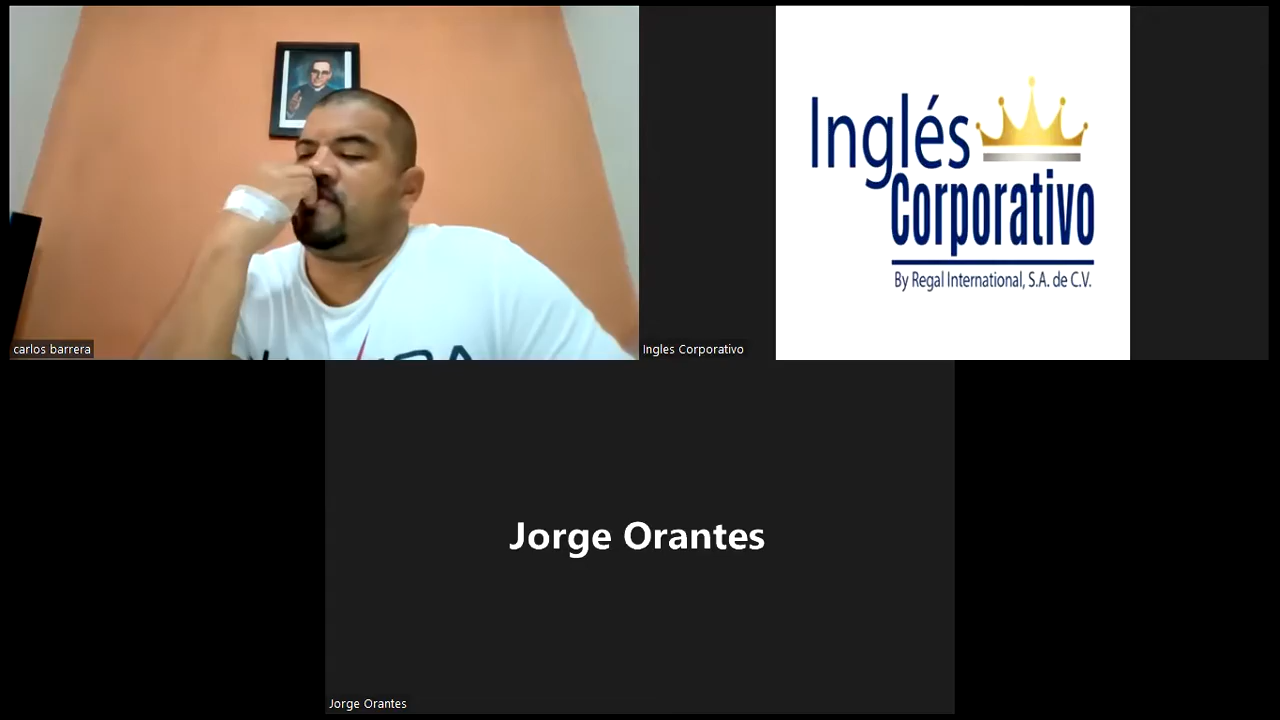 carlos barrera
Inglés
Corporativo
By Regal International, S.A. de C.V.
Ingles Corporativo
Jorge Orantes
Jorge Orantes